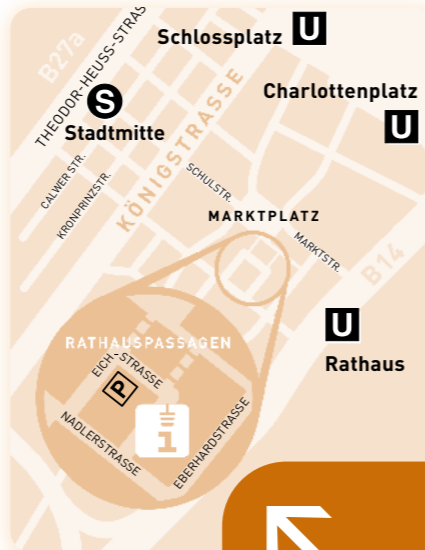 Schlossplatz U
B27a
THEODOR-HEUSS-STRAS
S
Stadtmitte
Charlottenplatz
U
KÖNIGSTRASSE
CALWER STR.
KRONPRINZSTR.
SCHULSTR.
MARKTPLATZ
MARKTSTR.
B14
U
Rathaus
RATHAUSPASSAGEN
EICH-STRASSE
P
i
NADLERSTRASSE
EBERHARDSTRASSE